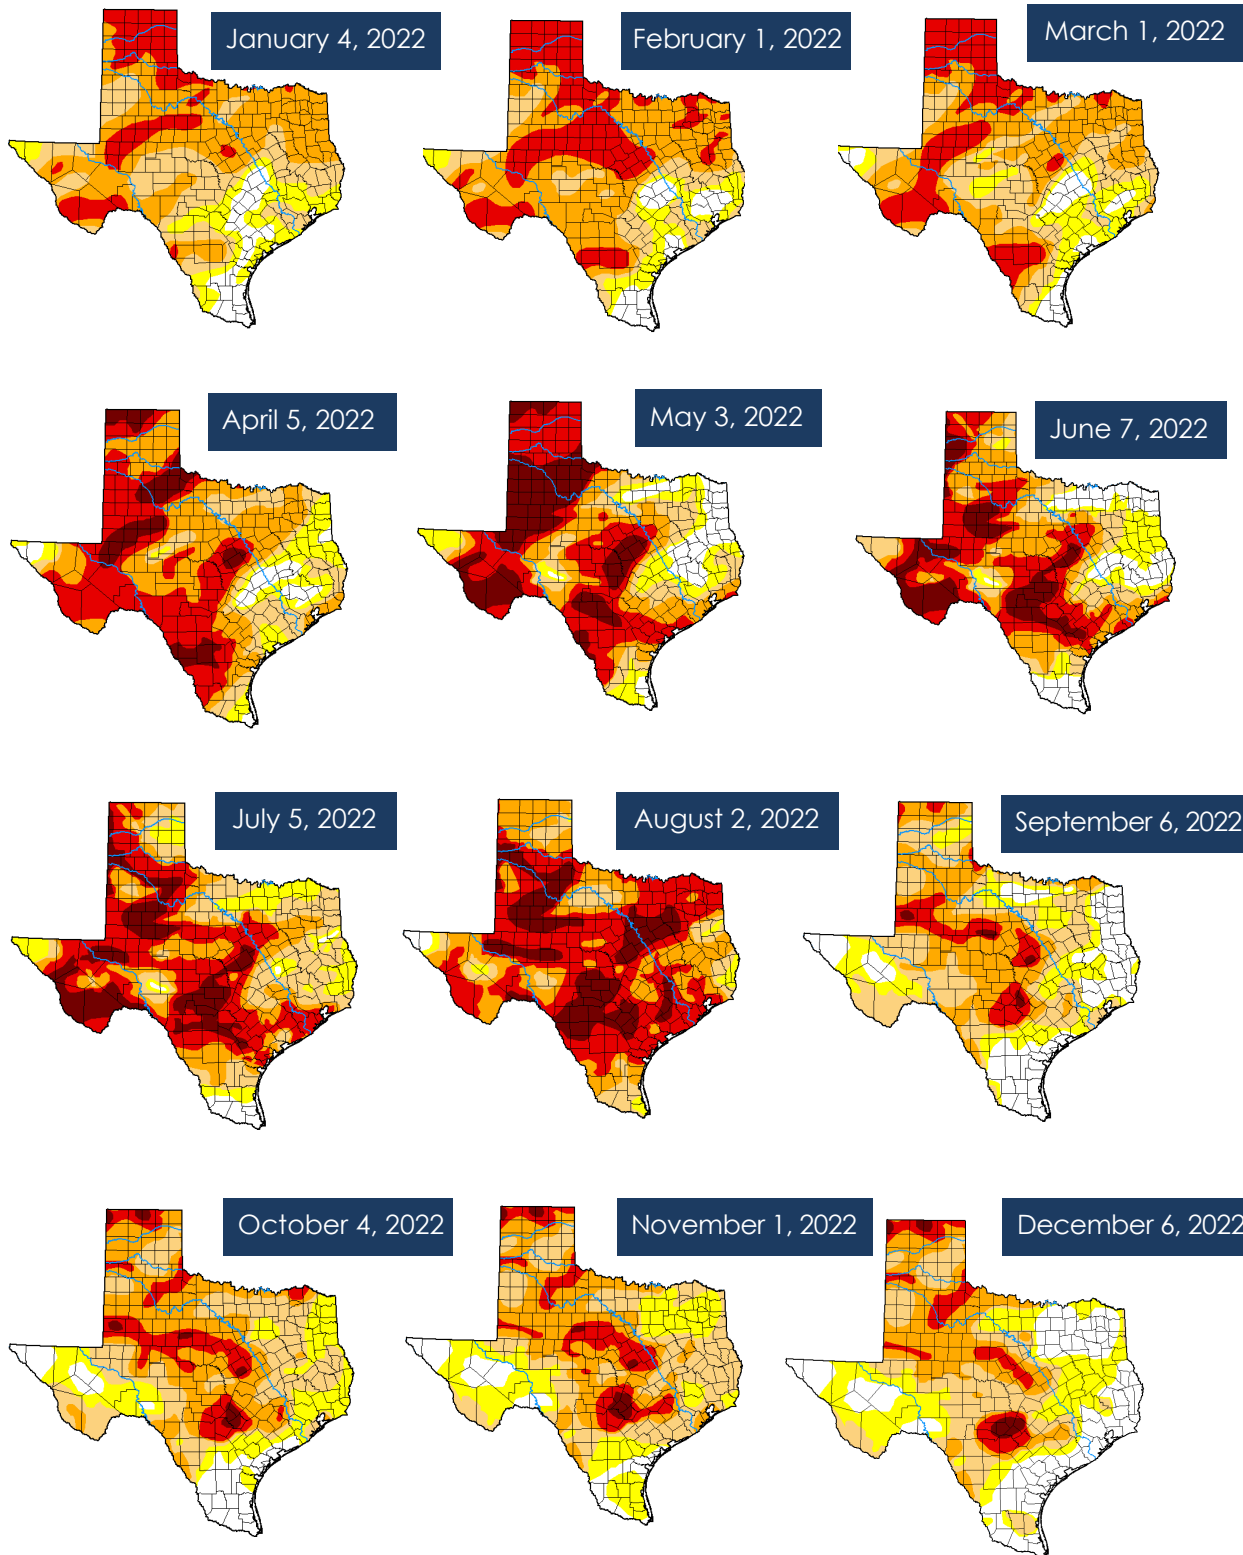 January 4, 2022
February 1, 2022
March 1, 2022
April 5, 2022
May 3, 2022
June 7, 2022
July 5, 2022
August 2, 2022
September 6, 2022
October 4, 2022
November 1, 2022
December 6, 2022